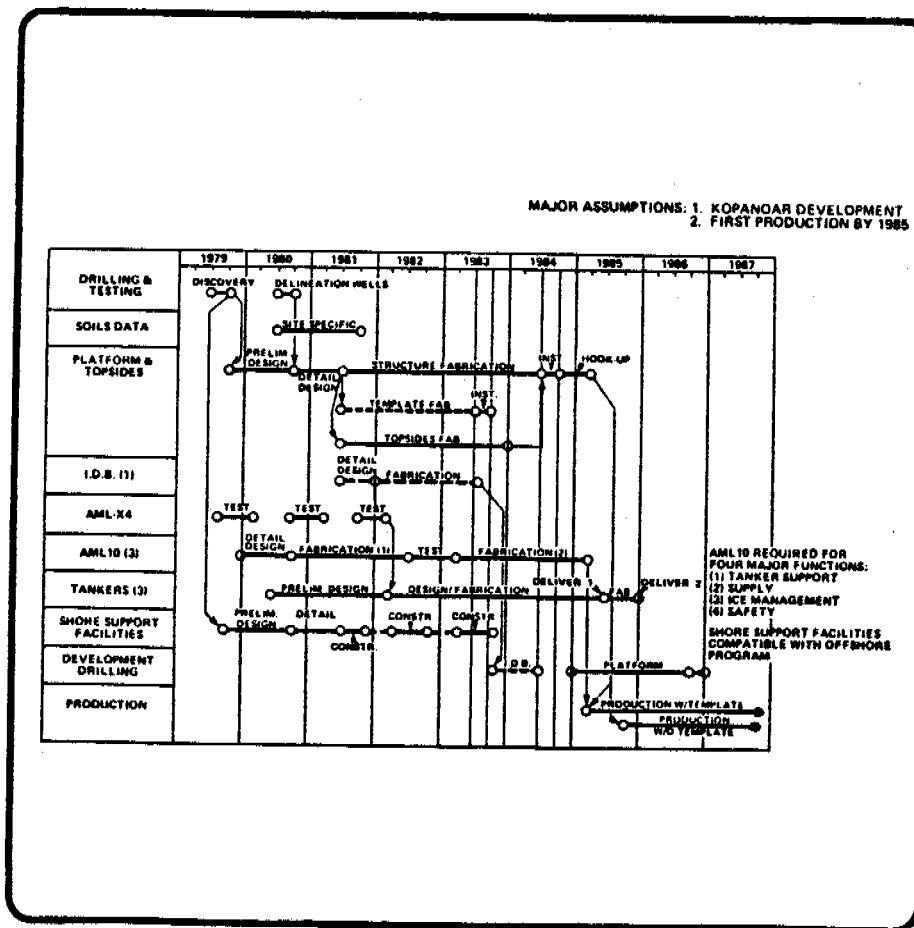 MAJOR ASSUMPTIONS: 1. KOPANOAR DEVELOPMENT
2. FIRST PRODUCTION BY 1985
1979 1980 1981 1982 1983 1984 1985 1986 1987
DRILLING &
TESTING
DISCOVERY
DELINEATION WELLS
SOILS DATA
SITE SPECIFIC
PLATFORM &
TOPSIDES
PRELIM.
DESIGN
DETAIL
DESIGN
STRUCTURE FABRICATION
INST
HOOK-UP
TEMPLATE FAB
INST.
TOPSIDES FAB
I.D.B. (1)
DETAIL
DESIGN
FABRICATION
AML-X4
TEST
TEST
TEST
AML10 (3)
DETAIL
DESIGN
FABRICATION (1)
TEST
FABRICATION (2)
TANKERS (3)
PRELIM. DESIGN
DESIGN/FABRICATION
DELIVER 1
FAB
DELIVER 2
SHORE SUPPORT
FACILITIES
PRELIM.
DESIGN
DETAIL
CONSTR.
CONSTR
CONSTR.
DEVELOPMENT
DRILLING
I.D.B.
PLATFORM
PRODUCTION
PRODUCTION W/TEMPLATE
PRODUCTION
W/O TEMPLATE
AML10 REQUIRED FOR
FOUR MAJOR FUNCTIONS:
(1) TANKER SUPPORT
(2) SUPPLY
(3) ICE MANAGEMENT
(4) SAFETY
SHORE SUPPORT FACILITIES
COMPATIBLE WITH OFFSHORE
PROGRAM